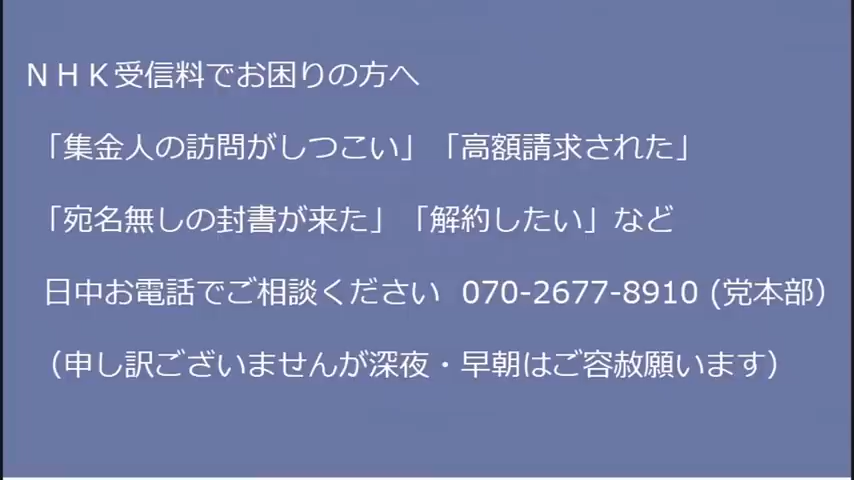 ＮＨＫ受信料でお困りの方へ
「集金人の訪問がしつこい」「高額請求された」
「宛名無しの封書が来た」「解約したい」など
日中お電話でご相談ください 070-2677-8910 (党本部）
（申し訳ございませんが深夜・早朝はご容赦願います）